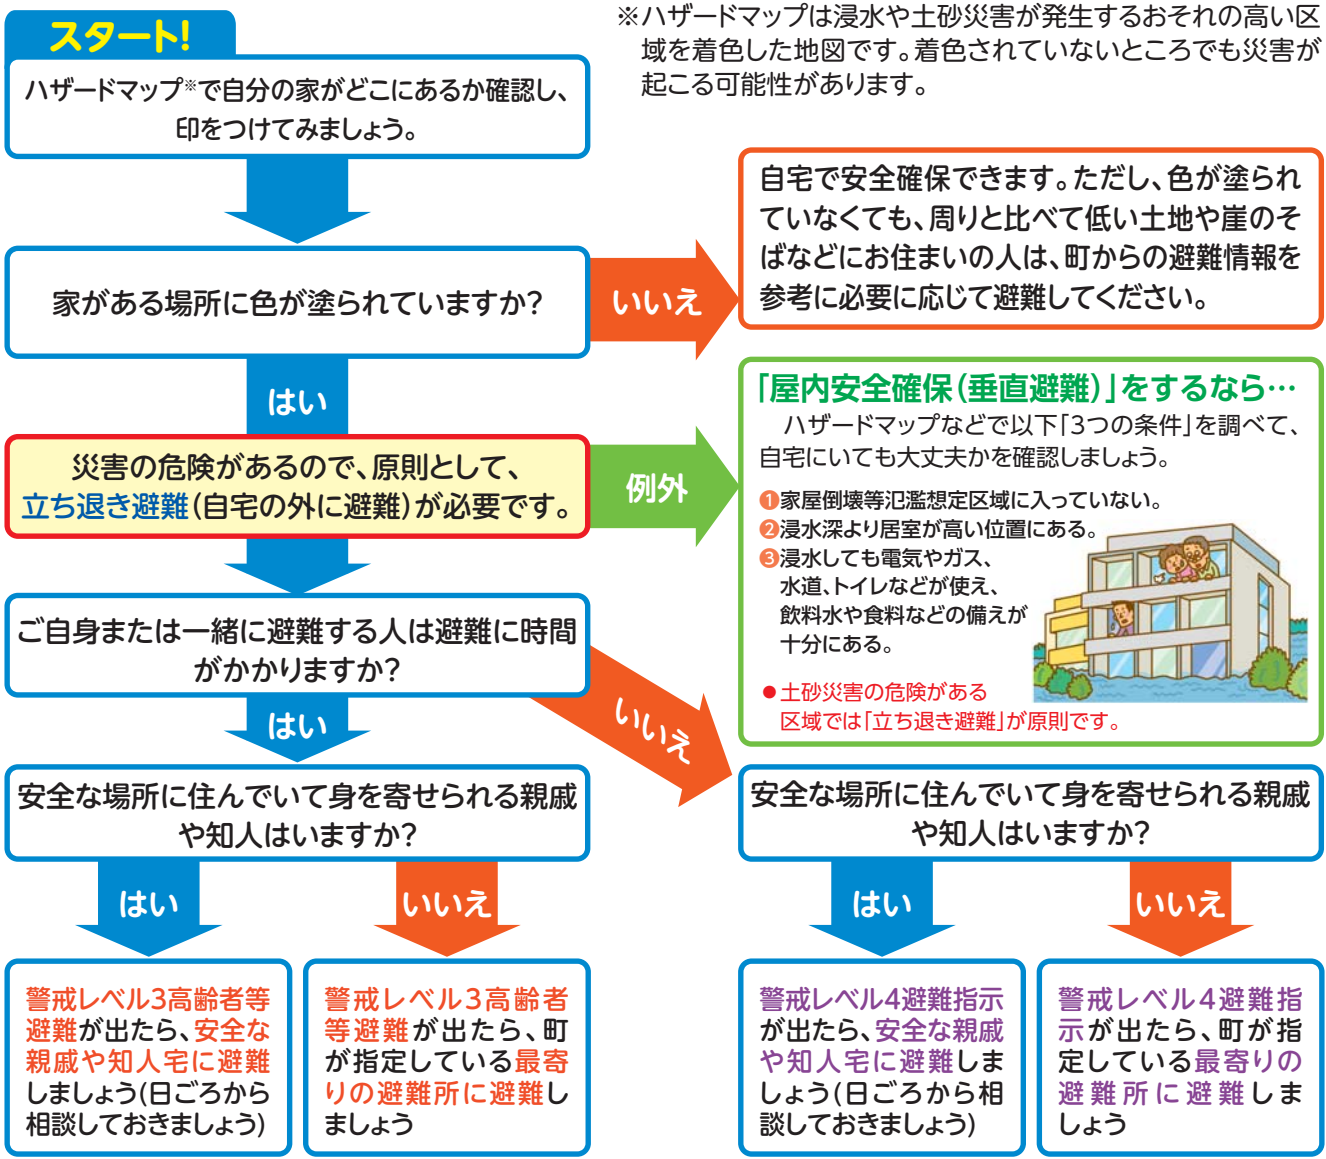 スタート!
ハザードマップ※で自分の家がどこにあるか確認し、
印をつけてみましょう。
※ハザードマップは浸水や土砂災害が発生するおそれの高い区
域を着色した地図です。着色されていないところでも災害が
起こる可能性があります。
家がある場所に色が塗られていますか?
いいえ
自宅で安全確保できます。ただし、色が塗られ
ていなくても、周りと比べて低い土地や崖のそ
ばなどにお住まいの人は、町からの避難情報を
参考に必要に応じて避難してください。
はい
災害の危険があるので、原則として、
立ち退き避難(自宅の外に避難)が必要です。
例外
「屋内安全確保(垂直避難)」をするなら…
ハザードマップなどで以下「3つの条件」を調べて、
自宅にいても大丈夫かを確認しましょう。
❶家屋倒壊等氾濫想定区域に入っていない。
❷浸水深より居室が高い位置にある。
❸浸水しても電気やガス、
水道、トイレなどが使え、
飲料水や食料などの備えが
十分にある。
●土砂災害の危険がある
区域では「立ち退き避難」が原則です。
ご自身または一緒に避難する人は避難に時間
がかかりますか?
はい
いいえ
安全な場所に住んでいて身を寄せられる親戚
や知人はいますか?
はい
いいえ
警戒レベル3高齢者等
避難が出たら、安全な
親戚や知人宅に避難
しましょう(日ごろから
相談しておきましょう)
警戒レベル3高齢者
等避難が出たら、町
が指定している最寄
りの避難所に避難し
ましょう
安全な場所に住んでいて身を寄せられる親戚
や知人はいますか?
はい
いいえ
警戒レベル4避難指示
が出たら、安全な親戚
や知人宅に避難しま
しょう(日ごろから相
談しておきましょう)
警戒レベル4避難指
示が出たら、町が指
定している最寄りの
避難所に避難しま
しょう